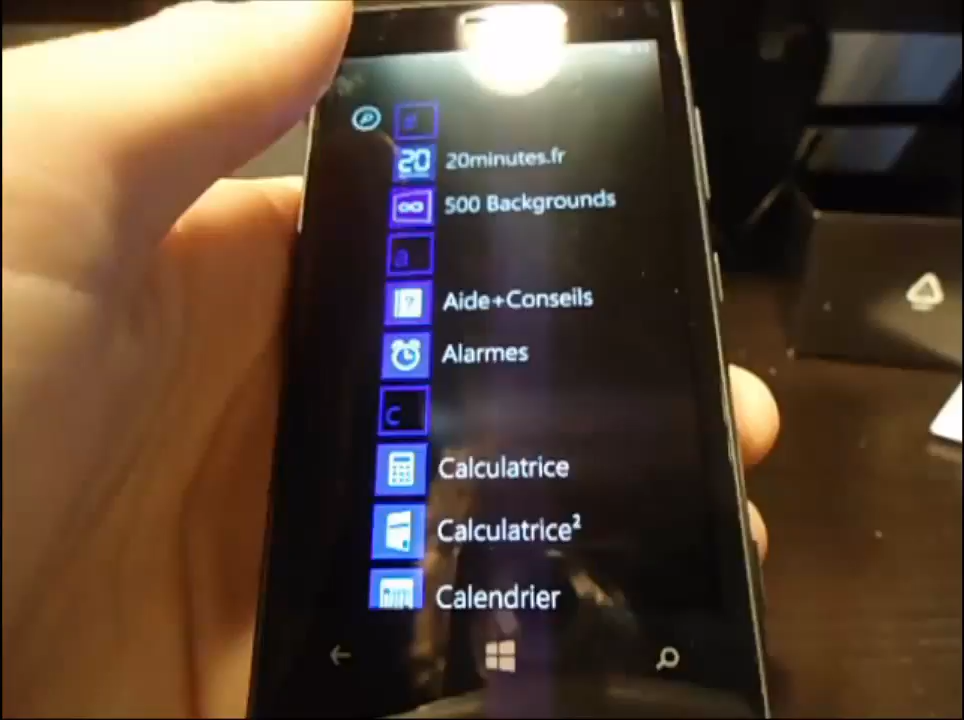 #
20 20minutes.fr
500 Backgrounds
a
Aide+Conseils
Alarmes
c
Calculatrice
Calculatrice²
Calendrier